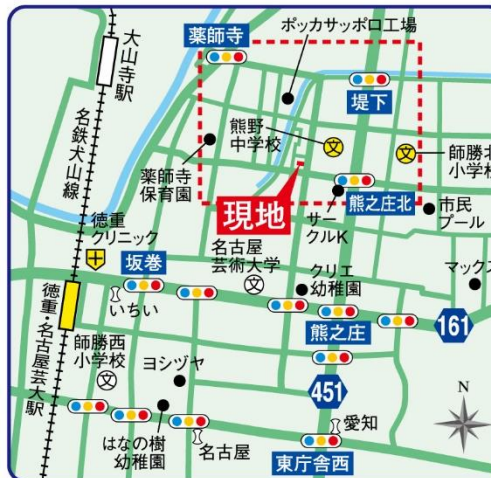 薬師寺
ポッカサッポロ工場
大山寺駅
名鉄犬山線
堤下
熊野
中学校
文
文
師勝北
小学校
薬師寺
保育園
現地
サー
クルK
熊之庄北
市民
プール
徳重
クリニック
坂巻
名古屋
芸術大学
文
クリエ
幼稚園
マックス
いちい
徳重・名古屋芸大駅
熊之庄
161
師勝西
小学校
文
ヨシヅヤ
451
はなの樹
幼稚園
名古屋
愛知
東庁舎西
N